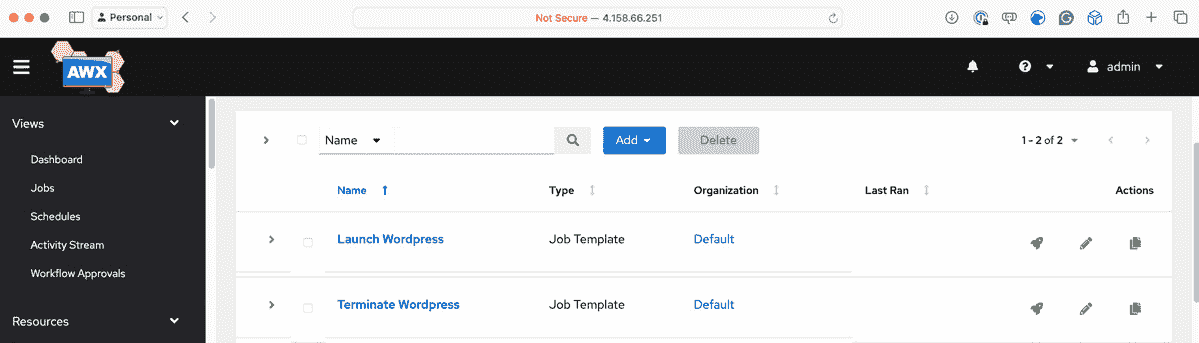 Personal
Not Secure — 4.158.66.251
AWX
admin
Views
Dashboard
Jobs
Schedules
Activity Stream
Workflow Approvals
Resources
Name
Add
Delete
1 - 2 of 2
Name Type Organization Last Ran Actions
Launch Wordpress Job Template Default
Terminate Wordpress Job Template Default